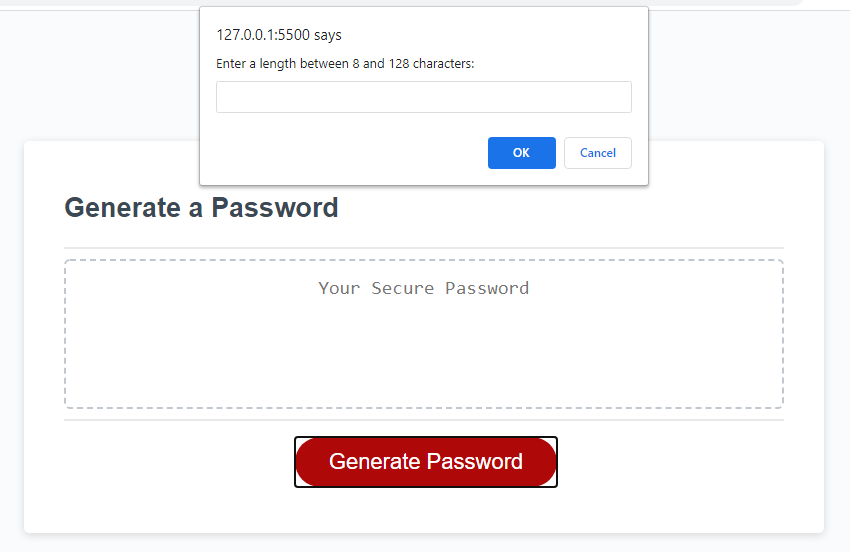 127.0.0.1:5500 says
Enter a length between 8 and 128 characters:
OK
Cancel
Generate a Password
Your Secure Password
Generate Password